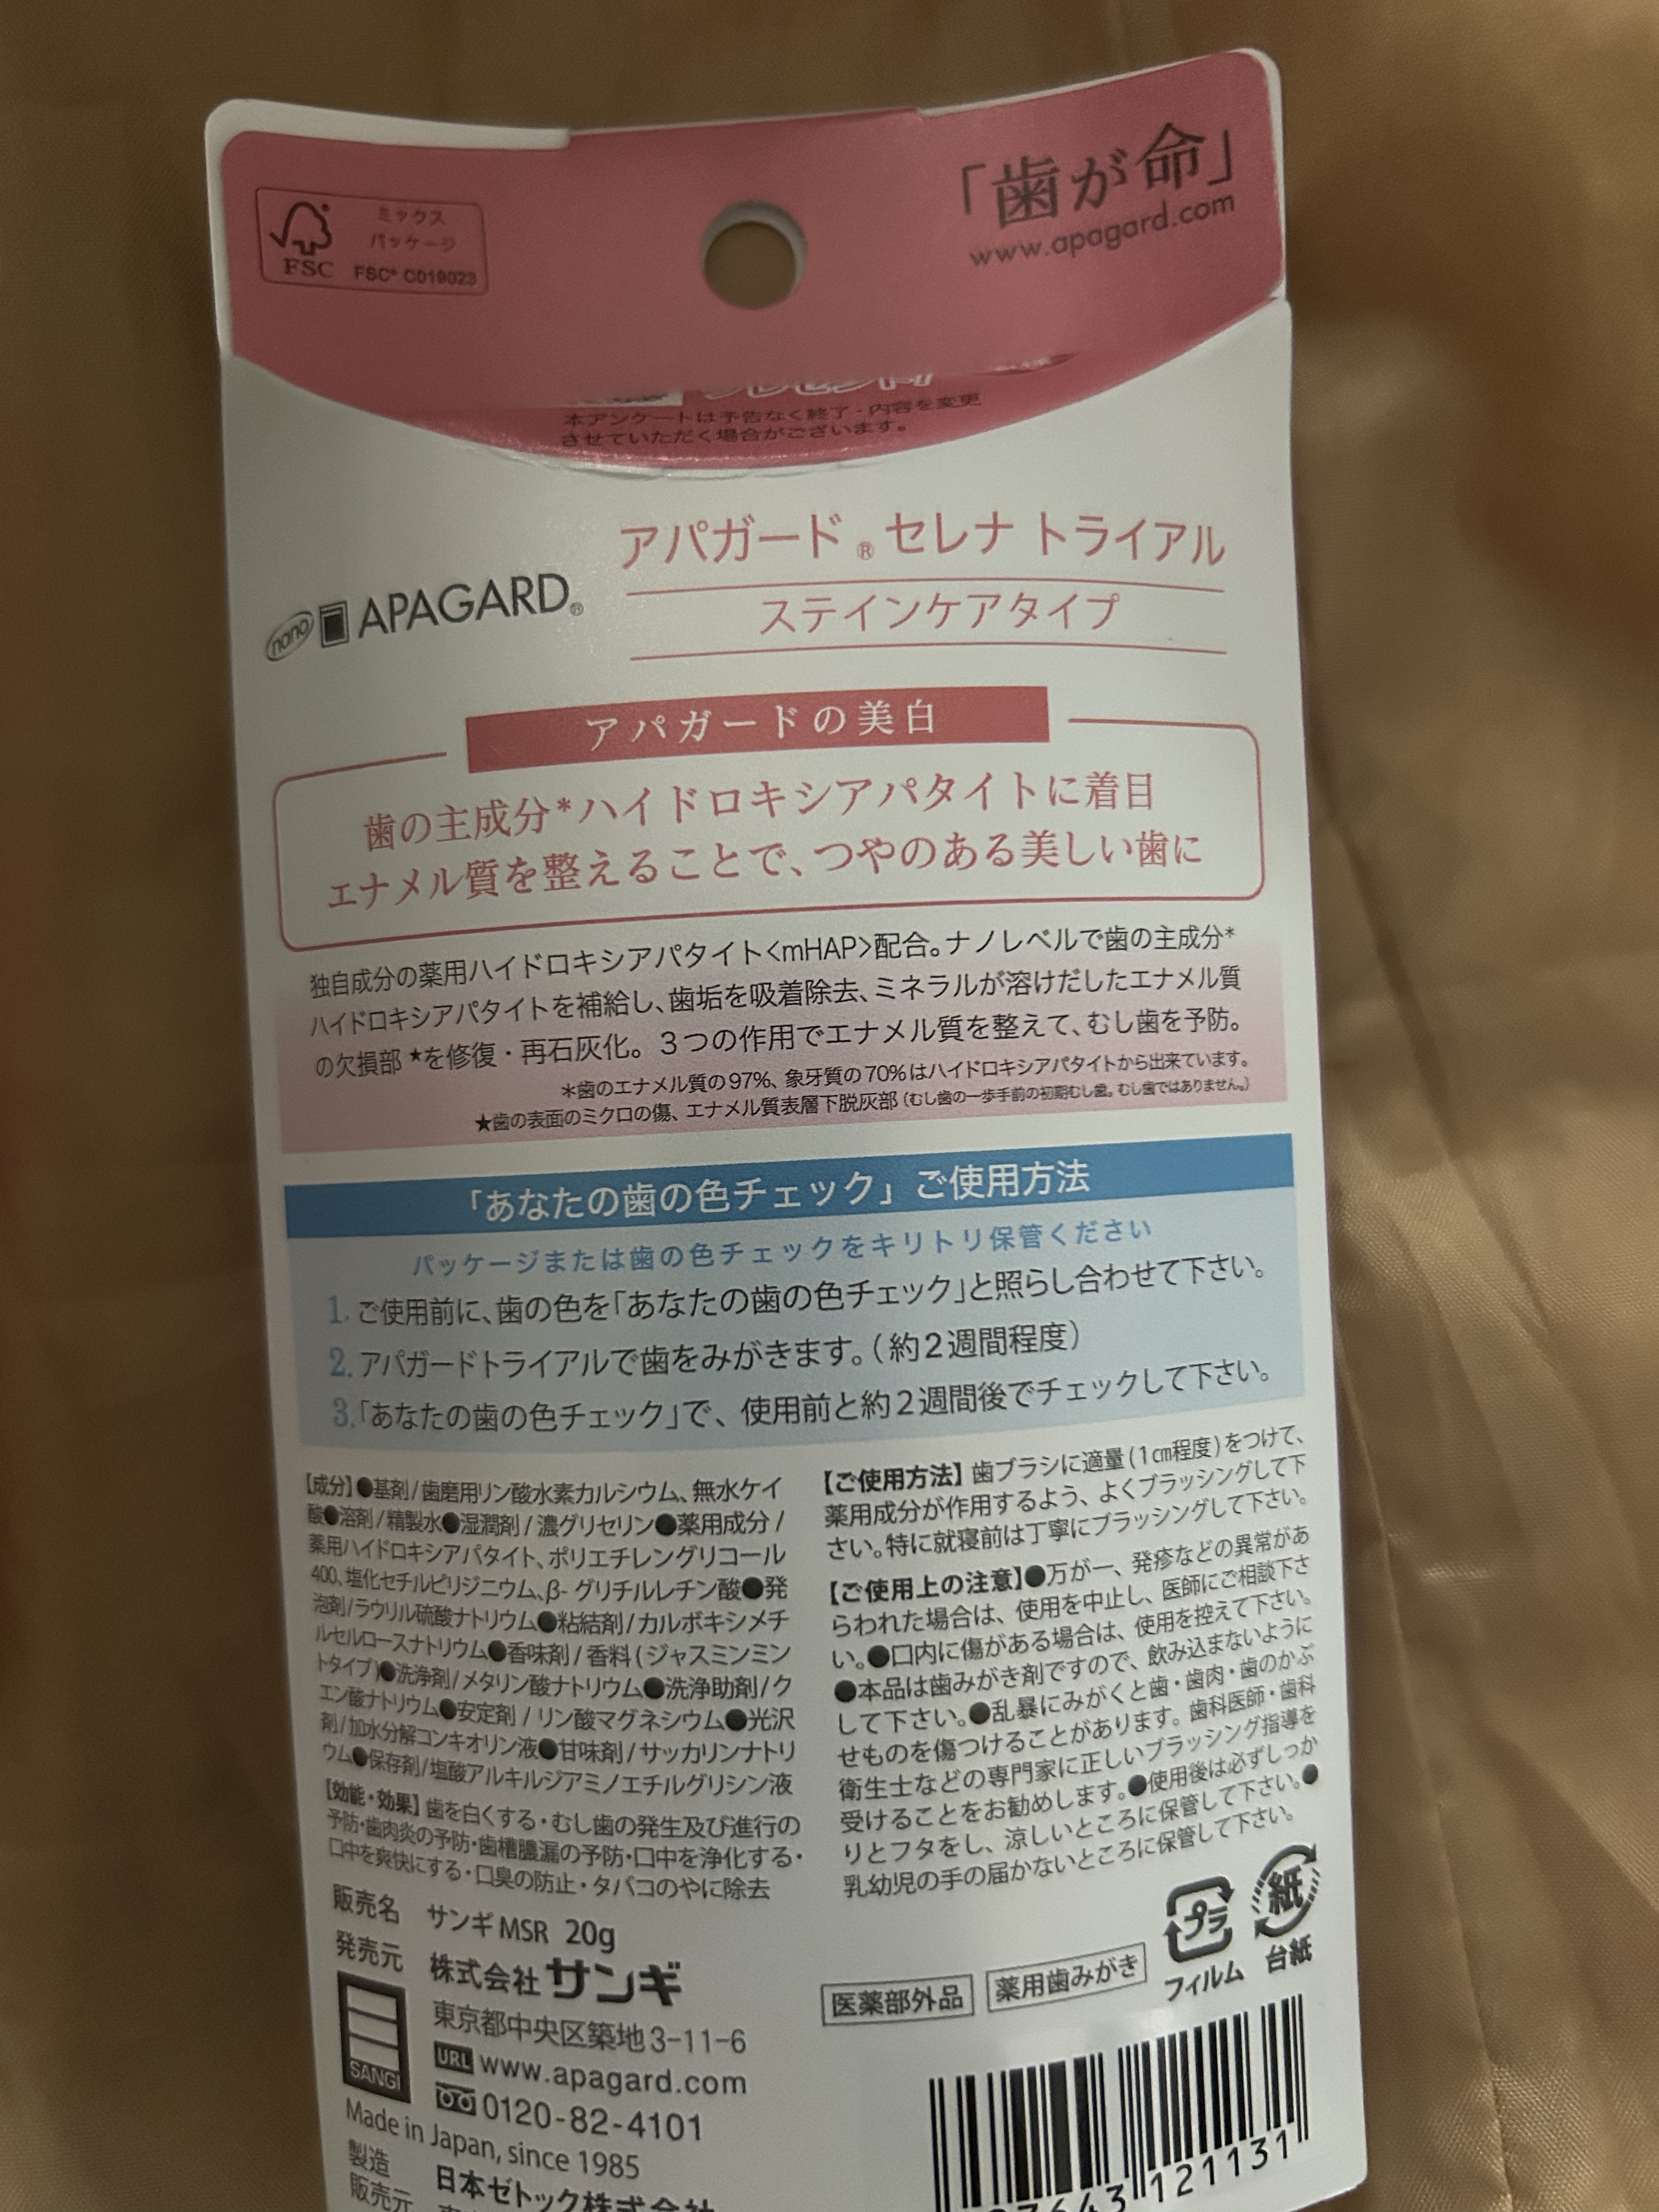 「歯が命」
www.apagard.com
ミックス
パッケージ
FSC
FSC® C019023
本アンケートは予告なく終了・内容を変更
させていただく場合がございます。
アパガード®セレナ トライアル
ステインケアタイプ
nano APAGARD®
アパガードの美白
歯の主成分*ハイドロキシアパタイトに着目
エナメル質を整えることで、つやのある美しい歯に
独自成分の薬用ハイドロキシアパタイト<mHAP>配合。ナノレベルで歯の主成分*
ハイドロキシアパタイトを補給し、歯垢を吸着除去、ミネラルが溶けだしたエナメル質
の欠損部★を修復・再石灰化。3つの作用でエナメル質を整えて、むし歯を予防。
*歯のエナメル質の97%、象牙質の70%はハイドロキシアパタイトから出来ています。
★歯の表面のミクロの傷、エナメル質表層下脱灰部(むし歯の一歩手前の初期むし歯。むし歯ではありません。)
「あなたの歯の色チェック」ご使用方法
パッケージまたは歯の色チェックをキリトリ保管ください
1. ご使用前に、歯の色を「あなたの歯の色チェック」と照らし合わせて下さい。
2. アパガードトライアルで歯をみがきます。(約2週間程度)
3.「あなたの歯の色チェック」で、使用前と約2週間後でチェックして下さい。
【成分】●基剤/歯磨用リン酸水素カルシウム、無水ケイ
酸●溶剤/精製水●湿潤剤/濃グリセリン●薬用成分/
薬用ハイドロキシアパタイト、ポリエチレングリコール
400、塩化セチルピリジニウム、β-グリチルレチン酸●発
泡剤/ラウリル硫酸ナトリウム●粘結剤/カルボキシメチ
ルセルロースナトリウム●香味剤/香料(ジャスミンミン
トタイプ)●洗浄剤/メタリン酸ナトリウム●洗浄助剤/ク
エン酸ナトリウム●安定剤/リン酸マグネシウム●光沢
剤/加水分解コンキオリン液●甘味剤/サッカリンナトリ
ウム●保存剤/塩酸アルキルジアミノエチルグリシン液
【効能・効果】歯を白くする・むし歯の発生及び進行の
予防・歯肉炎の予防・歯槽膿漏の予防・口中を浄化する・
口中を爽快にする・口臭の防止・タバコのやに除去
【ご使用方法】歯ブラシに適量(1㎝程度)をつけて、
薬用成分が作用するよう、よくブラッシングして下
さい。特に就寝前は丁寧にブラッシングして下さい。
【ご使用上の注意】●万が一、発疹などの異常があ
らわれた場合は、使用を中止し、医師にご相談下さ
い。●口内に傷がある場合は、使用を控えて下さい。
●本品は歯みがき剤ですので、飲み込まないように
して下さい。●乱暴にみがくと歯・歯肉・歯のかぶ
せものを傷つけることがあります。歯科医師・歯科
衛生士などの専門家に正しいブラッシング指導を
受けることをお勧めします。●使用後は必ずしっか
りとフタをし、涼しいところに保管して下さい。●
乳幼児の手の届かないところに保管して下さい。
販売名 サンギMSR 20g
発売元 株式会社サンギ
東京都中央区築地3-11-6
URL www.apagard.com
0120-82-4101
SANGI
Made in Japan, since 1985
製造
販売元 日本ゼトック株式会社
医薬部外品 薬用歯みがき
プラ
フィルム
紙
台紙
7643 121131